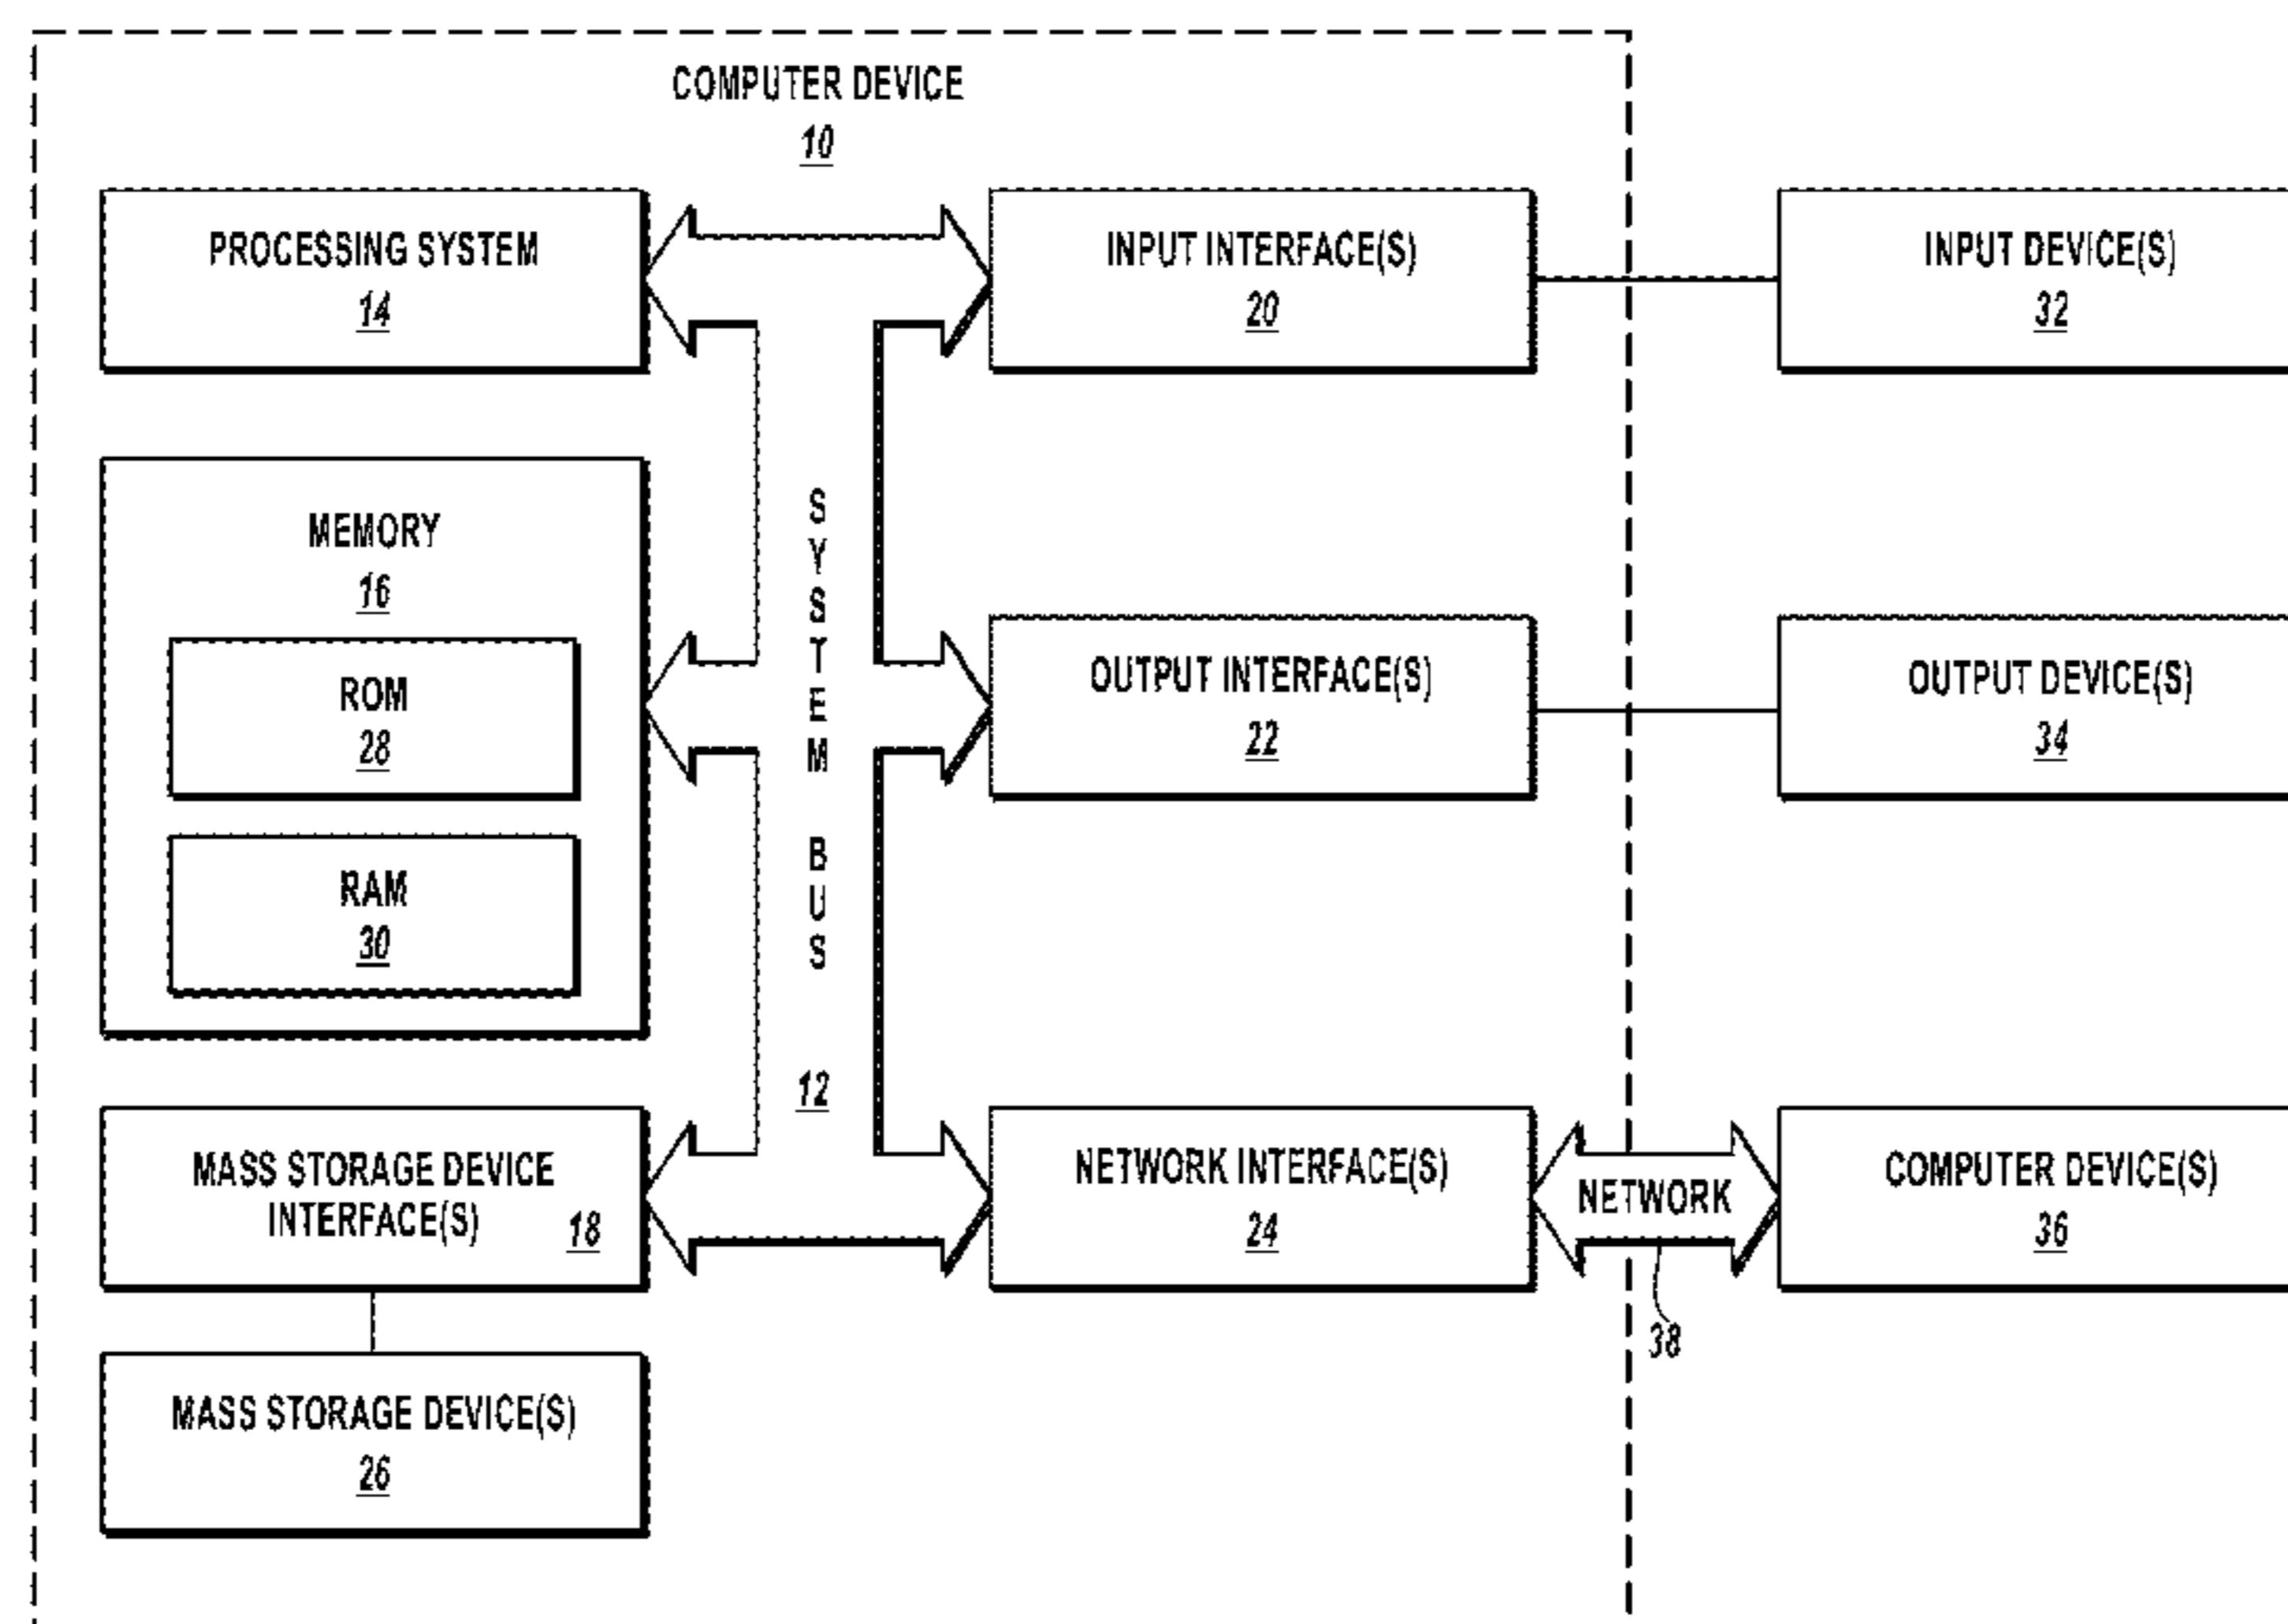 COMPUTER DEVICE
10
PROCESSING SYSTEM
14
INPUT INTERFACE(S)
20
INPUT DEVICE(S)
32
MEMORY
16
ROM
28
RAM
30
SYSTEM BUS
12
OUTPUT INTERFACE(S)
22
OUTPUT DEVICE(S)
34
MASS STORAGE DEVICE
INTERFACE(S) 18
NETWORK INTERFACE(S)
24
NETWORK
38
COMPUTER DEVICE(S)
36
MASS STORAGE DEVICE(S)
26